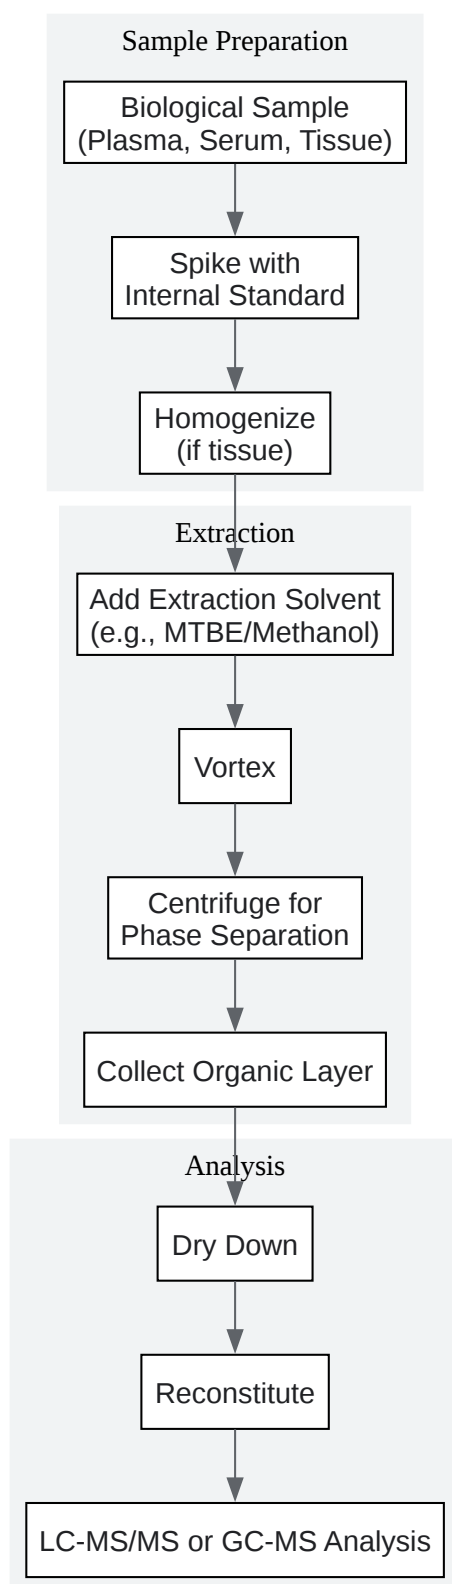 Sample Preparation
Biological Sample
(Plasma, Serum, Tissue)
Spike with
Internal Standard
Homogenize
(if tissue)
Extraction
Add Extraction Solvent
(e.g., MTBE/Methanol)
Vortex
Centrifuge for
Phase Separation
Collect Organic Layer
Analysis
Dry Down
Reconstitute
LC-MS/MS or GC-MS Analysis